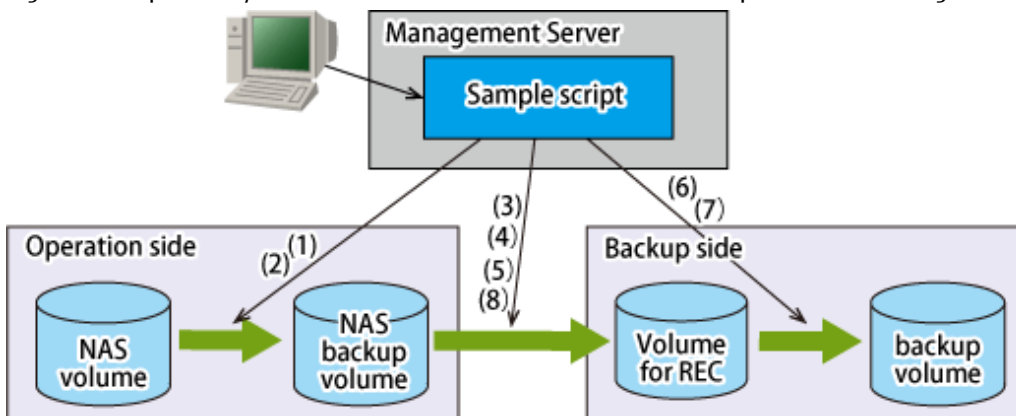 Management Server
Sample script
(6)
(7)
(3)
(4)
(5)
(8)
Operation side
(1)
(2)
Backup side
NAS
volume
NAS
backup
volume
Volume
for REC
backup
volume